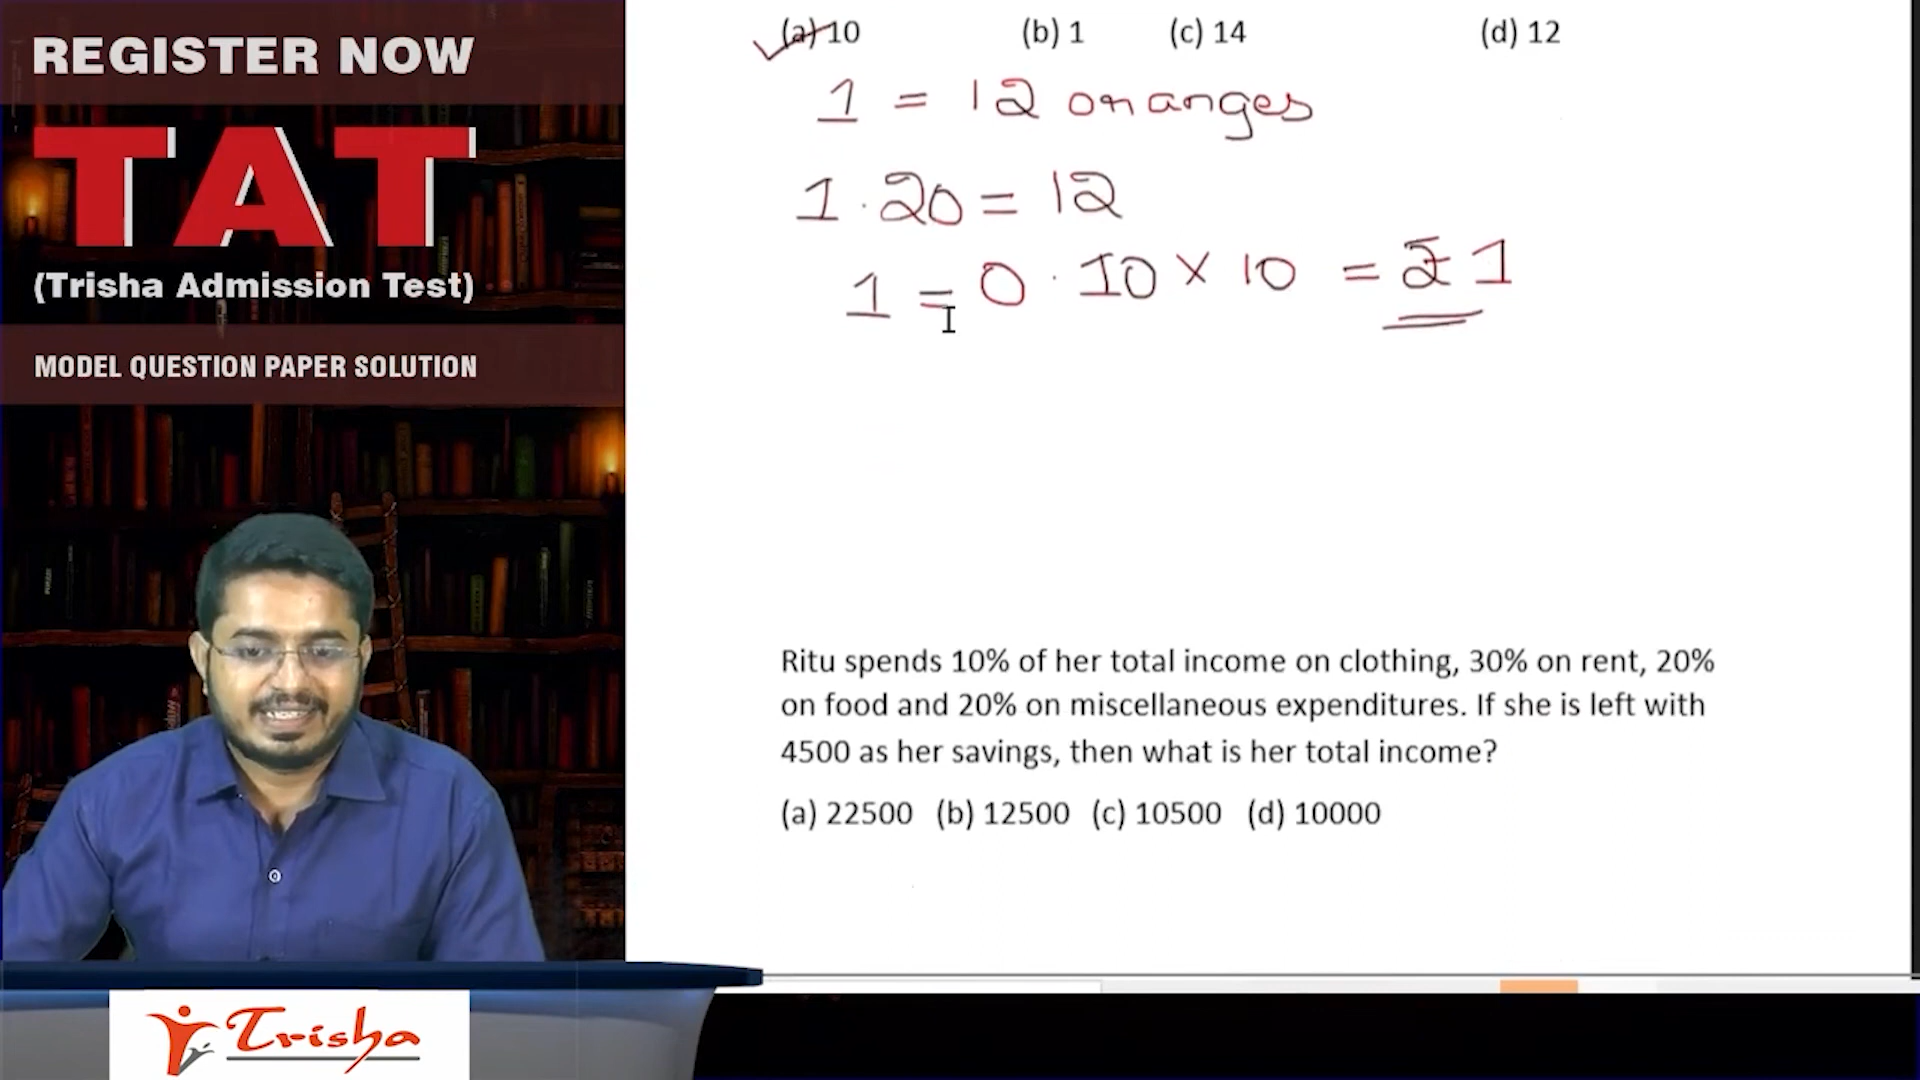 REGISTER NOW
TAT
(Trisha Admission Test)
MODEL QUESTION PAPER SOLUTION
(a) 10 (b) 1 (c) 14 (d) 12
1 = 12 oranges
1.20 = 12
1 = 0.10 × 10 = ₹ 1
Ritu spends 10% of her total income on clothing, 30% on rent, 20%
on food and 20% on miscellaneous expenditures. If she is left with
4500 as her savings, then what is her total income?
(a) 22500 (b) 12500 (c) 10500 (d) 10000
Trisha